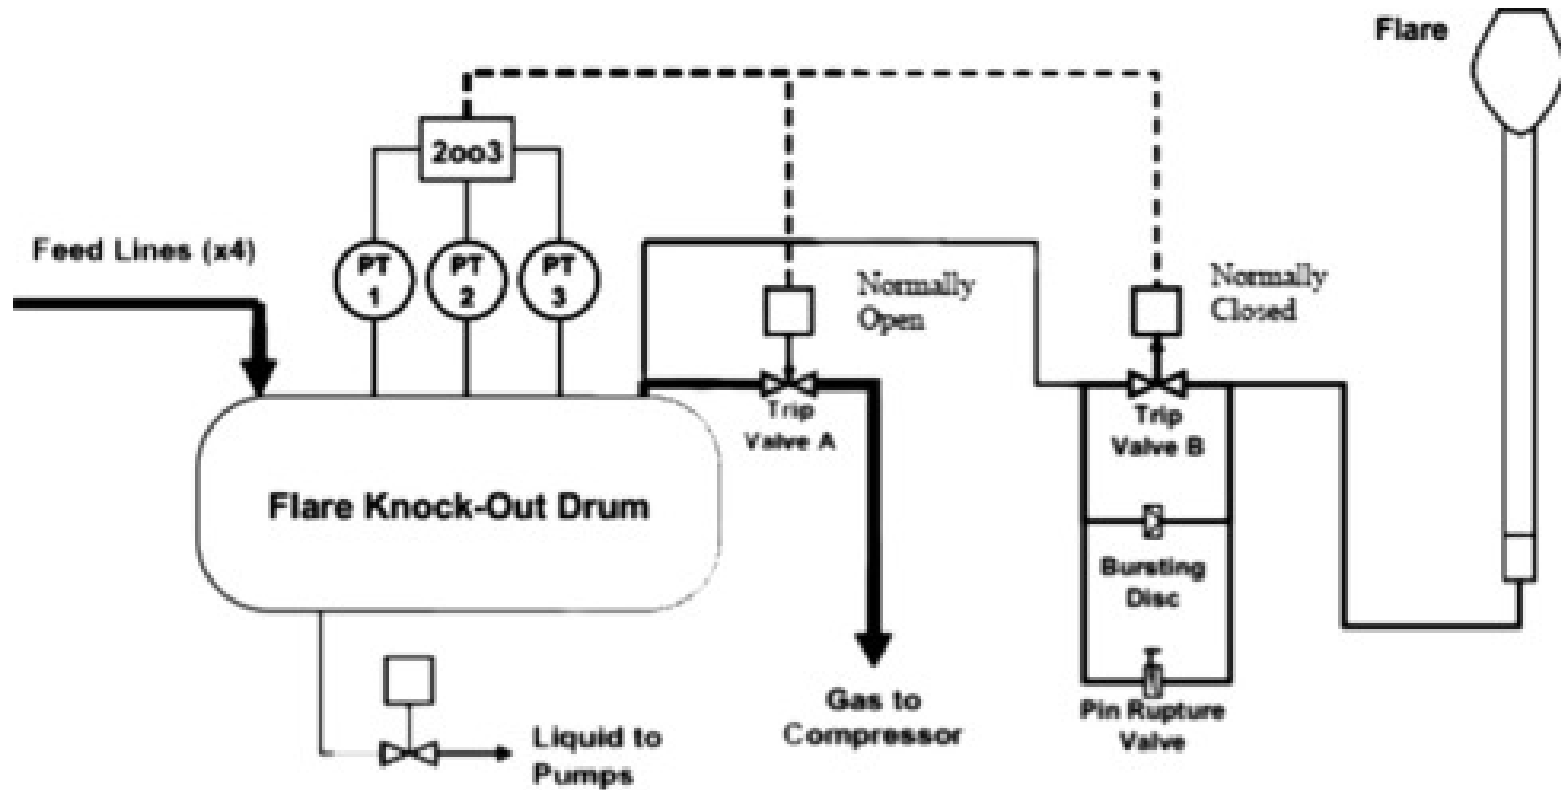 Flare
2oo3
Feed Lines (x4)
PT
1
PT
2
PT
3
Normally
Open
Normally
Closed
Trip
Valve A
Trip
Valve B
Flare Knock-Out Drum
Bursting
Disc
Gas to
Compressor
Pin Rupture
Valve
Liquid to
Pumps